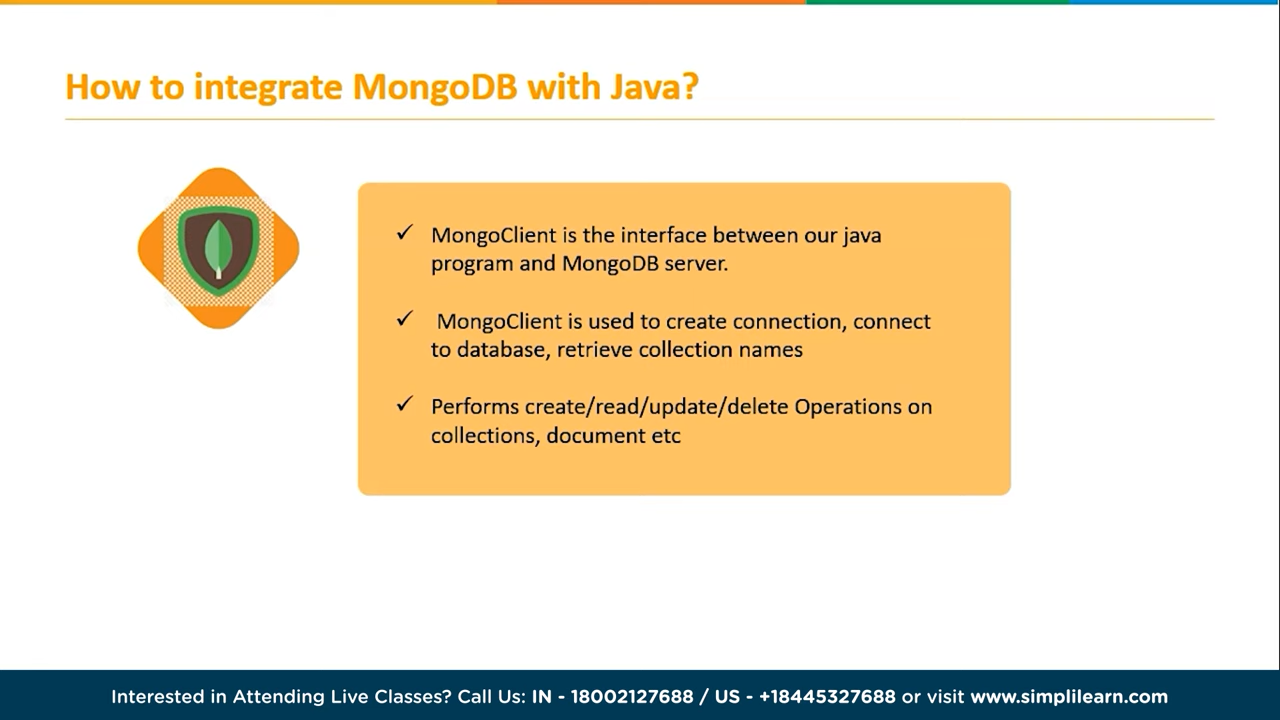 How to integrate MongoDB with Java?
✓ MongoClient is the interface between our java
program and MongoDB server.
✓ MongoClient is used to create connection, connect
to database, retrieve collection names
✓ Performs create/read/update/delete Operations on
collections, document etc
Interested in Attending Live Classes? Call Us: IN - 18002127688 / US - +18445327688 or visit www.simplilearn.com